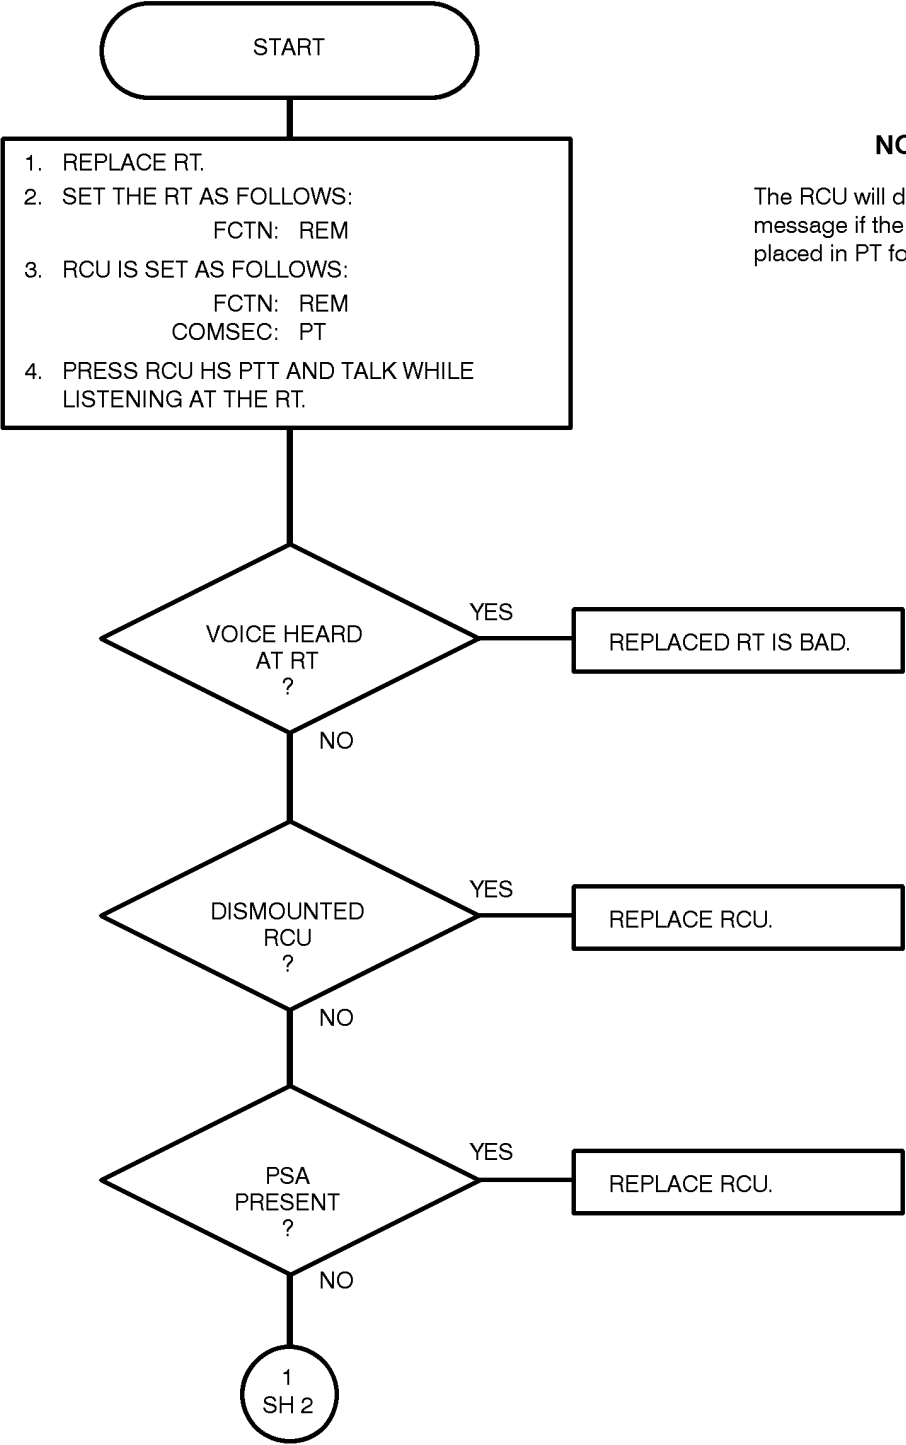 START
1. REPLACE RT.
2. SET THE RT AS FOLLOWS:
FCTN: REM
3. RCU IS SET AS FOLLOWS:
FCTN: REM
COMSEC: PT
4. PRESS RCU HS PTT AND TALK WHILE
LISTENING AT THE RT.
The RCU will
message if the
placed in PT
VOICE HEARD
AT RT
?
YES
REPLACED RT IS BAD.
NO
DISMOUNTED
RCU
?
YES
REPLACE RCU.
NO
PSA
PRESENT
?
YES
REPLACE RCU.
NO
1
SH 2